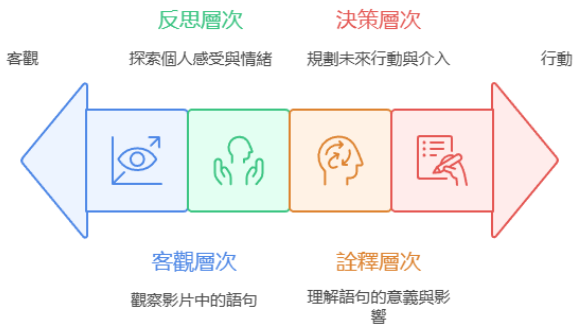 反思層次
決策層次
客觀
探索個人感受與情緒
規劃未來行動與介入
行動
客觀層次
詮釋層次
觀察影片中的語句
理解語句的意義與影
響